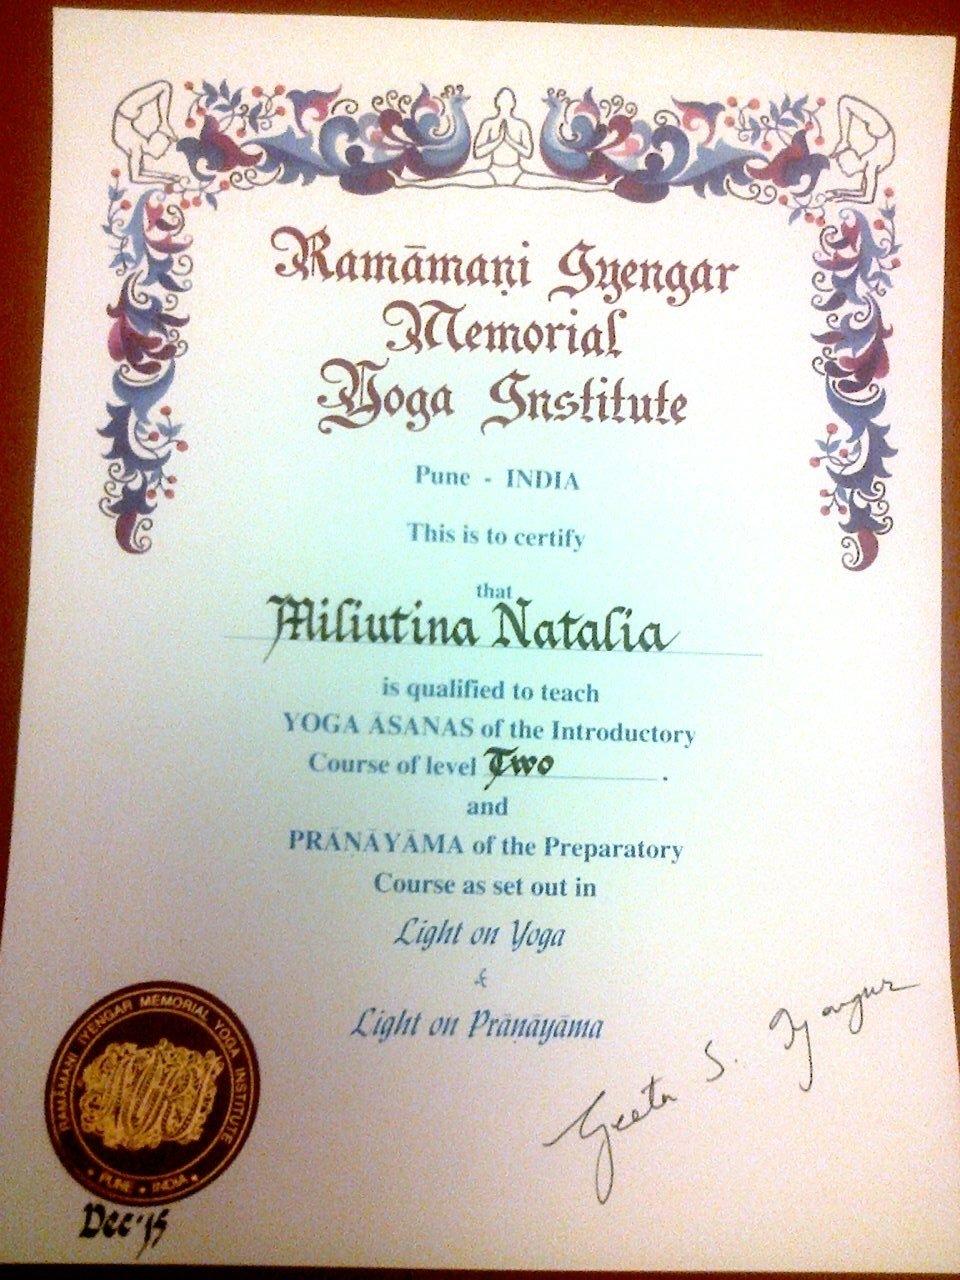 Ramāmaṇi Iyengar
Memorial
Yoga Institute
Pune - INDIA
This is to certify
that
Miliutina Natalia
is qualified to teach
YOGA ĀSANAS of the Introductory
Course of level Two .
and
PRĀNĀYĀMA of the Preparatory
Course as set out in
Light on Yoga
&
Light on Prāṇāyāma
Geeta S. Iyengar
RAMĀMANI IYENGAR MEMORIAL YOGA INSTITUTE
• PUNE • INDIA •
Dec'15